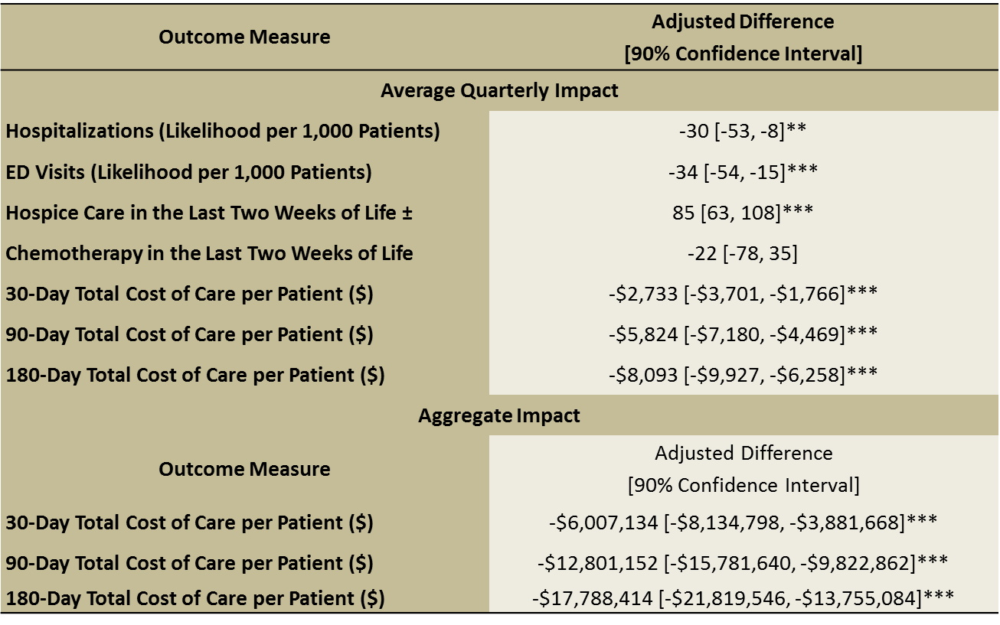 Outcome Measure
Adjusted Difference
[90% Confidence Interval]
Average Quarterly Impact
Hospitalizations (Likelihood per 1,000 Patients)
-30 [-53, -8]**
ED Visits (Likelihood per 1,000 Patients)
-34 [-54, -15]***
Hospice Care in the Last Two Weeks of Life ±
85 [63, 108]***
Chemotherapy in the Last Two Weeks of Life
-22 [-78, 35]
30-Day Total Cost of Care per Patient ($)
-$2,733 [-$3,701, -$1,766]***
90-Day Total Cost of Care per Patient ($)
-$5,824 [-$7,180, -$4,469]***
180-Day Total Cost of Care per Patient ($)
-$8,093 [-$9,927, -$6,258]***
Aggregate Impact
Outcome Measure
Adjusted Difference
[90% Confidence Interval]
30-Day Total Cost of Care per Patient ($)
-$6,007,134 [-$8,134,798, -$3,881,668]***
90-Day Total Cost of Care per Patient ($)
-$12,801,152 [-$15,781,640, -$9,822,862]***
180-Day Total Cost of Care per Patient ($)
-$17,788,414 [-$21,819,546, -$13,755,084]***